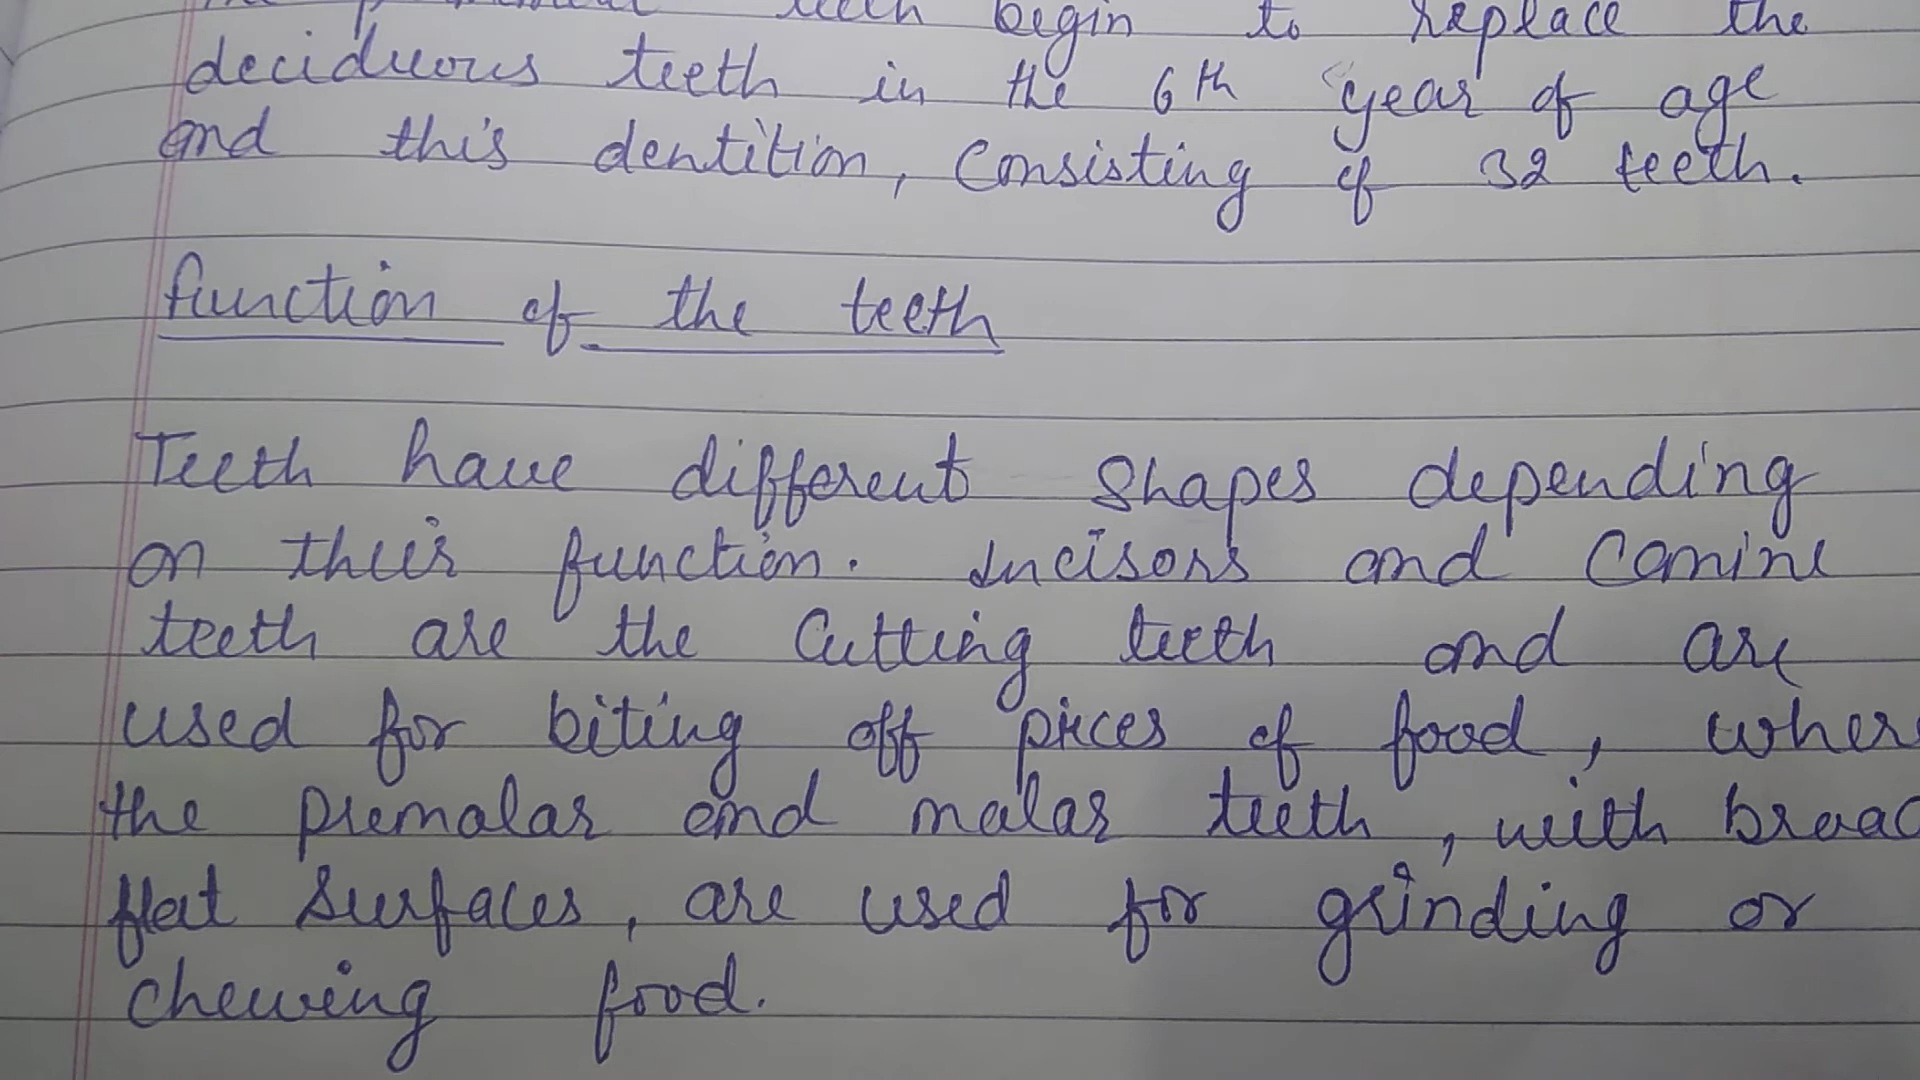 teeth begin to replace the
deciduous teeth in the 6th year of age
and this dentition, consisting of 32 teeth.
function of the teeth
Teeth have different shapes depending
on their function. Incisors and Canine
teeth are the Cutting teeth and are
used for biting off pieces of food, wher
the premolar and molar teeth, with broad
flat surfaces, are used for grinding or
chewing food.